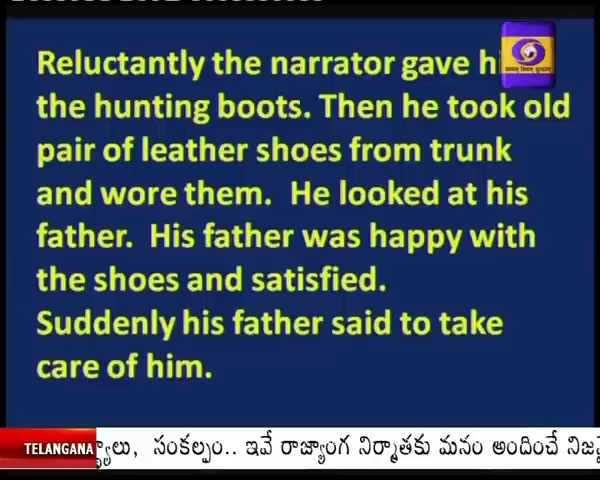 Reluctantly the narrator gave
the hunting boots. Then he took old
pair of leather shoes from trunk
and wore them. He looked at his
father. His father was happy with
the shoes and satisfied.
Suddenly his father said to take
care of him.
TELANGANA
సంకల్పం.. ఇవే రాజ్యాంగ నిర్మాతకు మనం అందించే